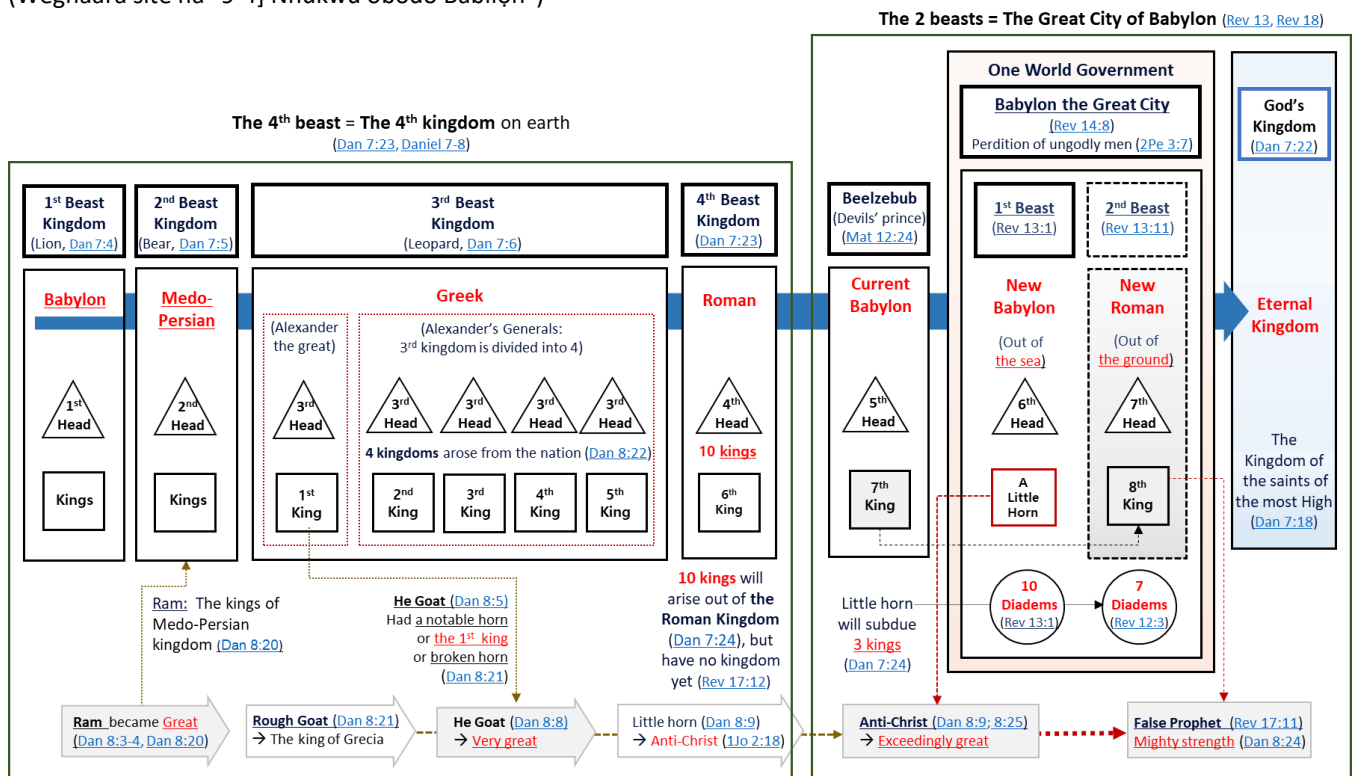 (Weghaara site na "9-4] Nhụkwu obodo Babịlọn")
The 2 beasts = The Great City of Babylon (Rev 13, Rev 18)
The 4th beast = The 4th kingdom on earth
(Dan 7:23, Daniel 7-8)
1st Beast
Kingdom
(Lion, Dan 7:4)
2nd Beast
Kingdom
(Bear, Dan 7:5)
3rd Beast
Kingdom
(Leopard, Dan 7:6)
4th Beast
Kingdom
(Dan 7:23)
Babylon
Medo-
Persian
Greek
Roman
(Alexander
the great)
(Alexander's Generals:
3rd kingdom is divided into 4)
1st
Head
2nd
Head
3rd
Head
3rd
Head
3rd
Head
3rd
Head
3rd
Head
4th
Head
4 kingdoms arose from the nation (Dan 8:22)
10 kings
Kings
Kings
1st
King
2nd
King
3rd
King
4th
King
5th
King
6th
King
Ram: The kings of
Medo-Persian
kingdom (Dan 8:20)
He Goat (Dan 8:5)
Had a notable horn
or the 1st king
or broken horn
(Dan 8:21)
10 kings will
arise out of the
Roman Kingdom
(Dan 7:24), but
have no kingdom
yet (Rev 17:12)
One World Government
Babylon the Great City
(Rev 14:8)
Perdition of ungodly men (2Pe 3:7)
God's
Kingdom
(Dan 7:22)
Beelzebub
(Devils' prince)
(Mat 12:24)
1st Beast
(Rev 13:1)
2nd Beast
(Rev 13:11)
Current
Babylon
New
Babylon
New
Roman
Eternal
Kingdom
(Out of
the sea)
(Out of
the ground)
5th
Head
6th
Head
7th
Head
7th
King
A
Little
Horn
8th
King
The
Kingdom of
the saints of
the most High
(Dan 7:18)
Little horn
will subdue
3 kings
(Dan 7:24)
10
Diadems
(Rev 13:1)
7
Diadems
(Rev 12:3)
Ram became Great
(Dan 8:3-4, Dan 8:20)
Rough Goat (Dan 8:21)
→ The king of Grecia
He Goat (Dan 8:8)
→ Very great
Little horn (Dan 8:9)
→ Anti-Christ (1Jo 2:18)
Anti-Christ (Dan 8:9; 8:25)
→ Exceedingly great
False Prophet (Rev 17:11)
Mighty strength (Dan 8:24)